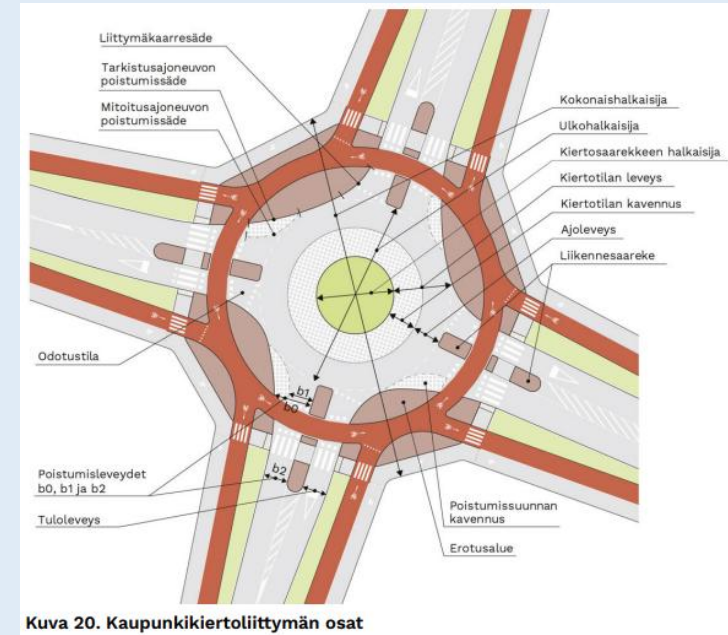 Liittymäkaarresäde
Tarkistusajoneuvon
poistumissäde
Mitoitusajoneuvon
poistumissäde
Kokonaishalkaisija
Ulkohalkaisija
Kiertosaarekkeen halkaisija
Kiertotilan leveys
Kiertotilan kavennus
Ajoleveys
Liikennesaareke
Odotustila
b1
b0
b2
Poistumisleveydet
b0, b1 ja b2
Tuloleveys
Poistumissuunnan
kavennus
Erotusalue
Kuva 20. Kaupunkikiertoliittymän osat